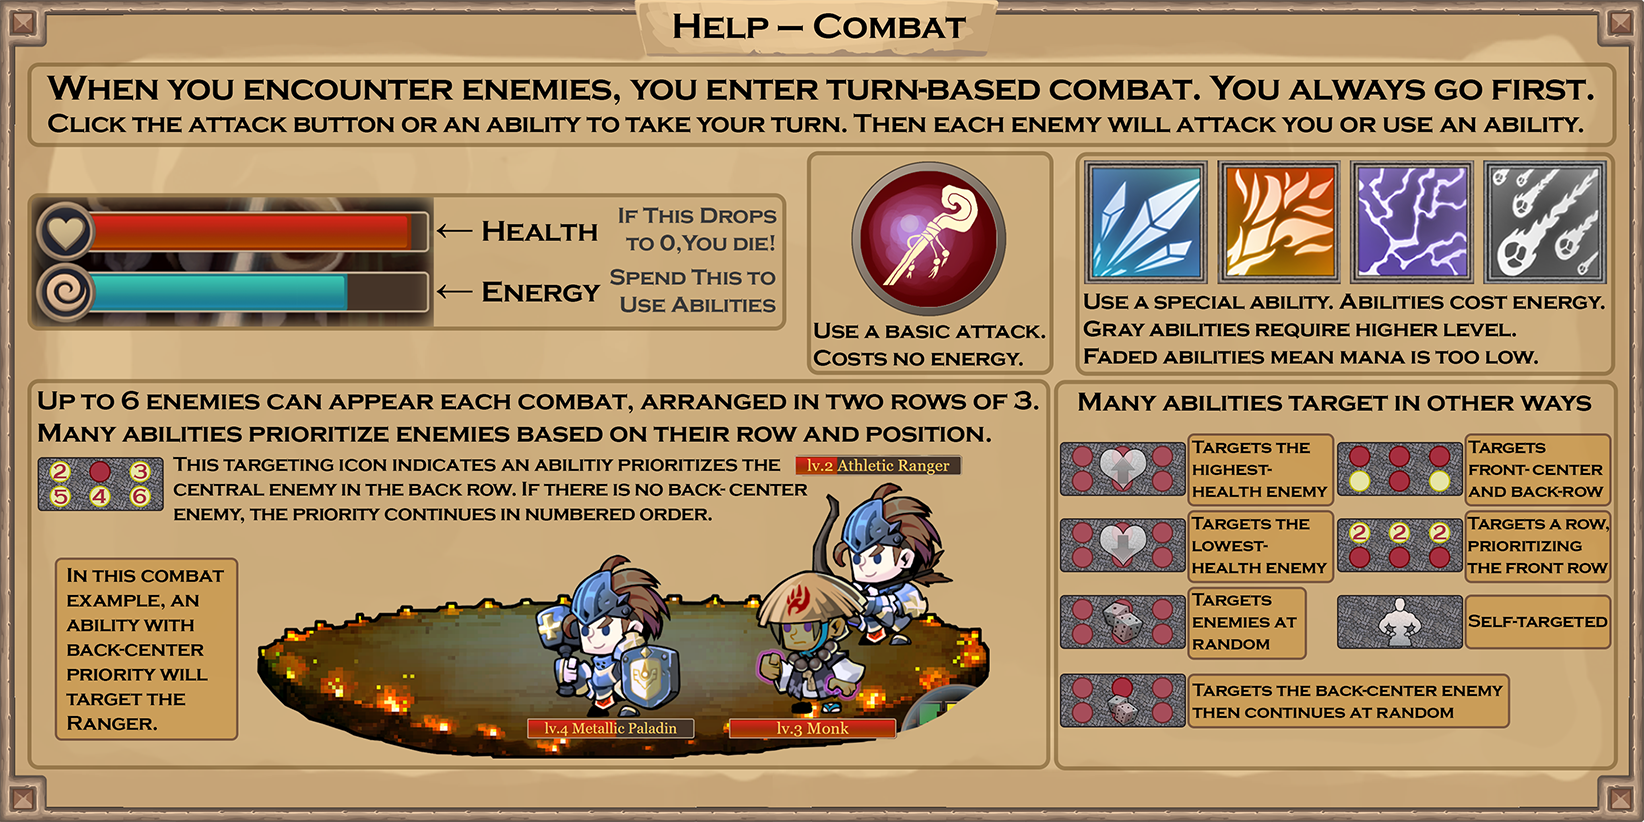 Help – Combat
When you encounter enemies, you enter turn-based combat. You always go first.
Click the attack button or an ability to take your turn. Then each enemy will attack you or use an ability.
← Health
If This Drops
to 0, You die!
← Energy
Spend This to
Use Abilities
Use a basic attack.
Costs no energy.
Use a special ability. Abilities cost energy.
Gray abilities require higher level.
Faded abilities mean mana is too low.
Up to 6 enemies can appear each combat, arranged in two rows of 3.
Many abilities prioritize enemies based on their row and position.
2 3
5 4 6
This targeting icon indicates an abilitiy prioritizes the
central enemy in the back row. If there is no back-center
enemy, the priority continues in numbered order.
lv.2 Athletic Ranger
In this combat
example, an
ability with
back-center
priority will
target the
Ranger.
lv.4 Metallic Paladin
lv.3 Monk
Many abilities target in other ways
Targets the
highest-
health enemy
Targets
front-center
and back-row
Targets the
lowest-
health enemy
2 2 2
Targets a row,
prioritizing
the front row
Targets
enemies at
random
Self-targeted
Targets the back-center enemy
then continues at random